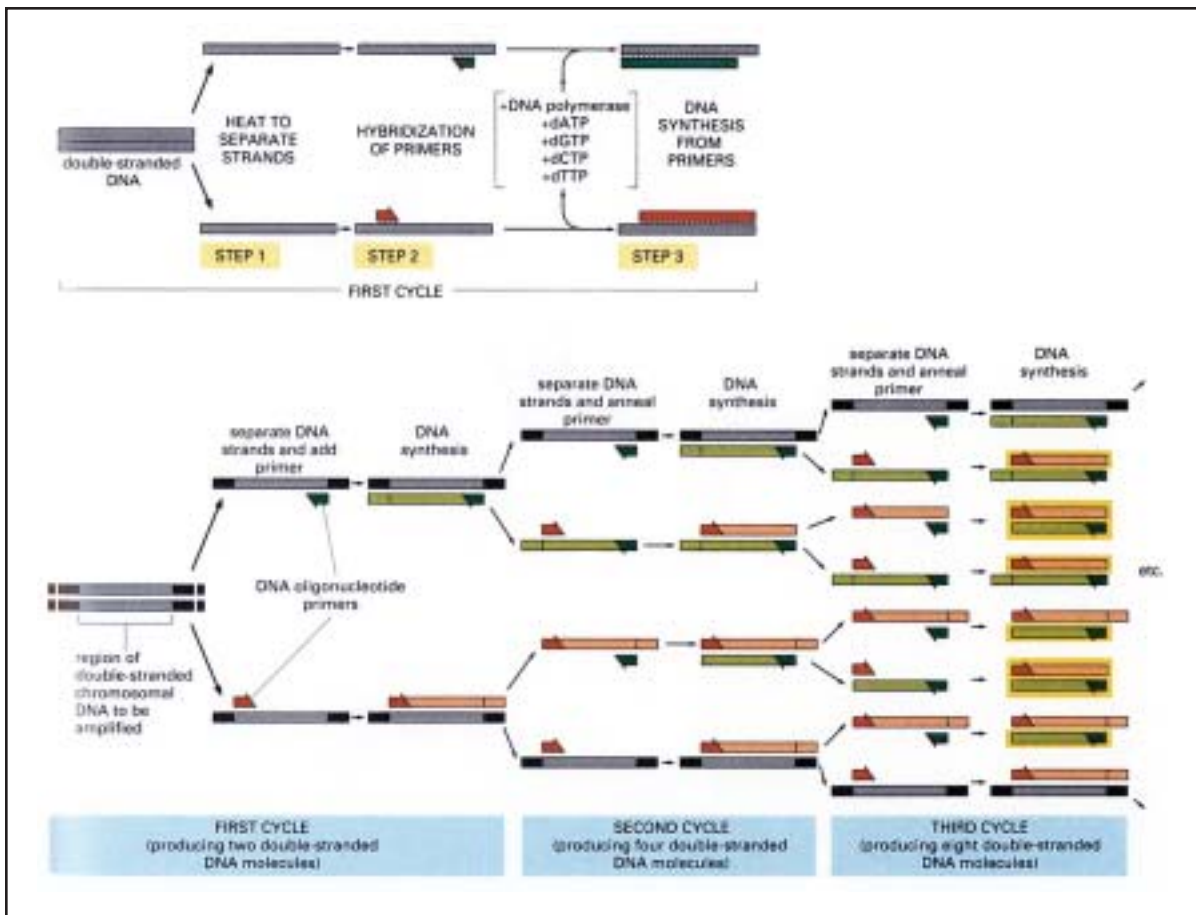 double-stranded
DNA
HEAT TO
SEPARATE
STRANDS
HYBRIDIZATION
OF PRIMERS
+DNA polymerase
+dATP
+dGTP
+dCTP
+dTTP
DNA
SYNTHESIS
FROM
PRIMERS
STEP 1
STEP 2
STEP 3
FIRST CYCLE
separate DNA
strands and add
primer
DNA
synthesis
separate DNA
strands and anneal
primer
DNA
synthesis
separate DNA
strands and anneal
primer
DNA
synthesis
DNA oligonucleotide
primers
region of
double-stranded
chromosomal
DNA to be
amplified
etc.
FIRST CYCLE
(producing two double-stranded
DNA molecules)
SECOND CYCLE
(producing four double-stranded
DNA molecules)
THIRD CYCLE
(producing eight double-stranded
DNA molecules)